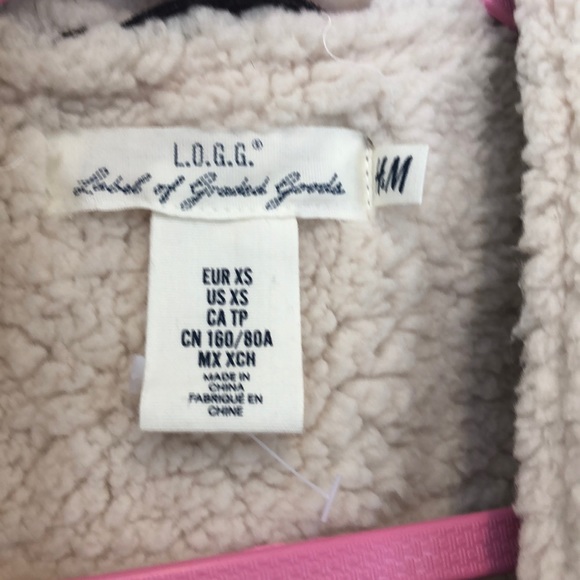 L.O.G.G.®
Label of Graded Goods
H&M
EUR XS
US XS
CA TP
CN 160/80A
MX XCH
MADE IN
CHINA
FABRIQUÉ EN
CHINE